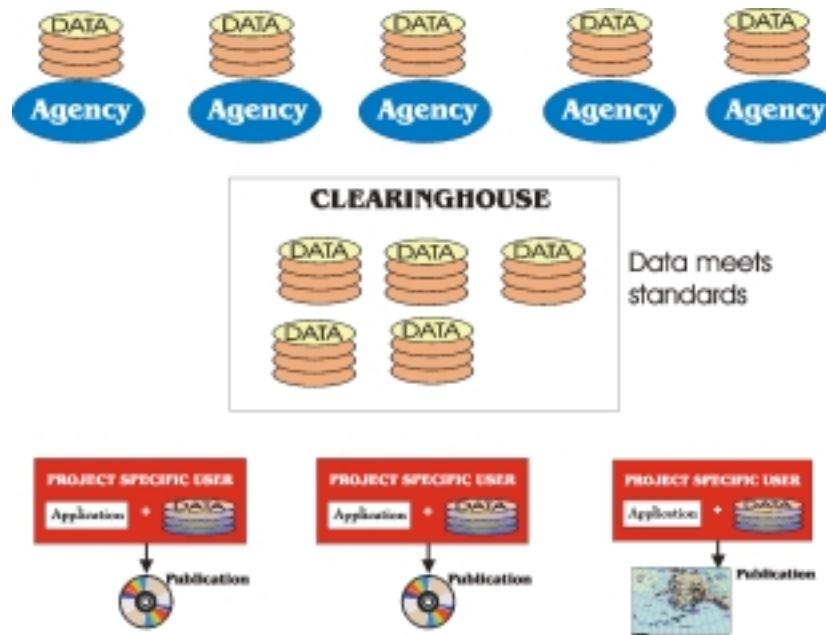 DATA DATA DATA DATA DATA
Agency Agency Agency Agency Agency
CLEARINGHOUSE
DATA DATA DATA
Data meets
standards
DATA DATA
PROJECT SPECIFIC USER PROJECT SPECIFIC USER PROJECT SPECIFIC USER
Application + DATA Application + DATA Application + DATA
Publication Publication Publication